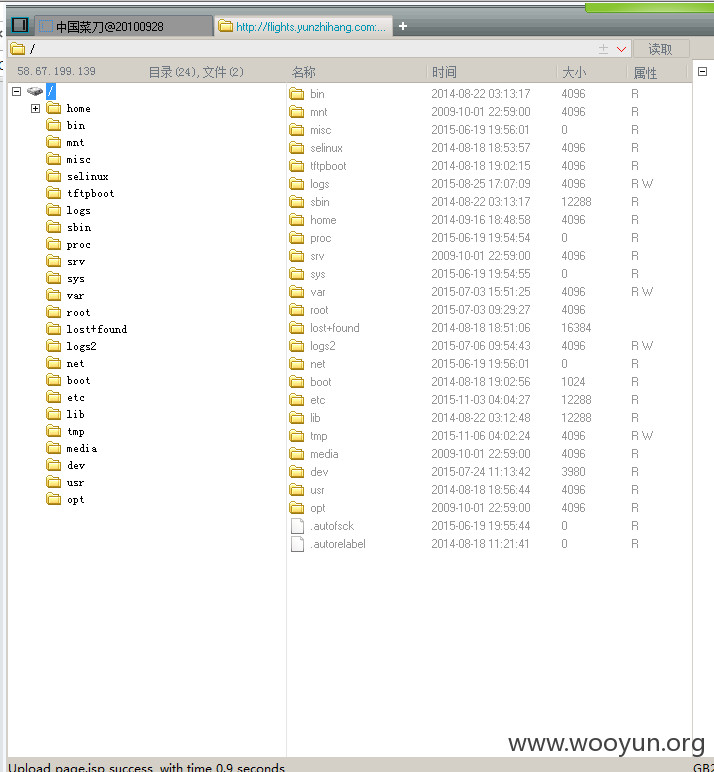 中国菜刀@20100928 http://flights.yunzhihang.com:... +
/ 读取
58.67.199.139 目录(24),文件(2) 名称 时间 大小 属性
/
home
bin
mnt
misc
selinux
tftpboot
logs
sbin
proc
srv
sys
var
root
lost+found
logs2
net
boot
etc
lib
tmp
media
dev
usr
opt
bin 2014-08-22 03:13:17 4096 R
mnt 2009-10-01 22:59:00 4096 R
misc 2015-06-19 19:56:01 0 R
selinux 2014-08-18 18:53:57 4096 R
tftpboot 2014-08-18 19:02:15 4096 R
logs 2015-08-25 17:07:09 4096 R W
sbin 2014-08-22 03:13:17 12288 R
home 2014-09-16 18:48:58 4096 R
proc 2015-06-19 19:54:54 0 R
srv 2009-10-01 22:59:00 4096 R
sys 2015-06-19 19:54:55 0 R
var 2015-07-03 15:51:25 4096 R W
root 2015-07-03 09:29:27 4096
lost+found 2014-08-18 18:51:06 16384
logs2 2015-07-06 09:54:43 4096 R W
net 2015-06-19 19:56:01 0 R
boot 2014-08-18 19:02:56 1024 R
etc 2015-11-03 04:04:27 12288 R
lib 2014-08-22 03:12:48 12288 R
tmp 2015-11-06 04:02:24 4096 R W
media 2009-10-01 22:59:00 4096 R
dev 2015-07-24 11:13:42 3980 R
usr 2014-08-18 18:56:44 4096 R
opt 2009-10-01 22:59:00 4096 R
.autofsck 2015-06-19 19:55:44 0 R
.autorelabel 2014-08-18 11:21:41 0 R
www.wooyun.org
Upload page.jsp success, with time 0.9 seconds GB2